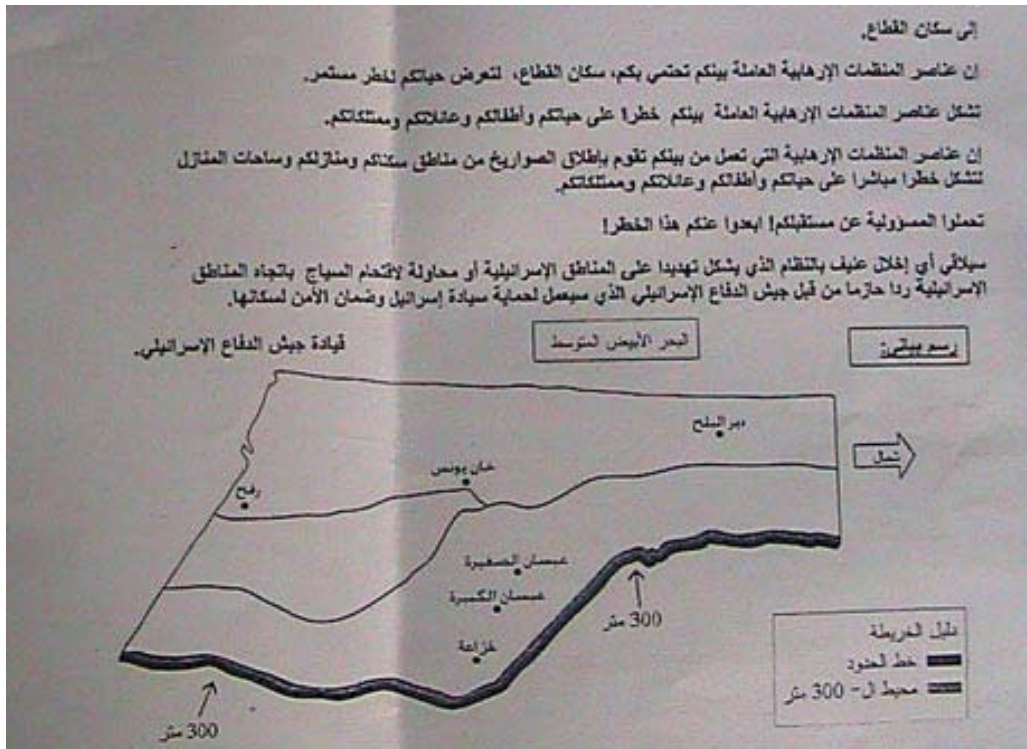 إلى سكان القطاع,
إن عناصر المنظمات الإرهابية العاملة بينكم تحتمي بكم، سكان القطاع، لتعرض حياتكم لخطر مستمر.
تشكل عناصر المنظمات الإرهابية العاملة بينكم خطرا على حياتكم وأطفالكم وعائلاتكم وممتلكاتكم.
إن عناصر المنظمات الإرهابية التي تعمل من بينكم تقوم بإطلاق الصواريخ من مناطق سكناكم ومنازلكم وساحات المنازل
لتشكل خطرا مباشرا على حياتكم وأطفالكم وعائلاتكم وممتلكاتكم.
تحملوا المسؤولية عن مستقبلكم! ابعدوا عنكم هذا الخطر!
سيلاقي أي إخلال عنيف بالنظام الذي يشكل تهديدا على المناطق الإسرائيلية أو محاولة لاقتحام السياج باتجاه المناطق
الإسرائيلية ردا حازما من قبل جيش الدفاع الإسرائيلي الذي سيعمل لحماية سيادة إسرائيل وضمان الأمن لسكانها.
قيادة جيش الدفاع الإسرائيلي.
رسم بياني:
البحر الأبيض المتوسط
شمال
دير البلح
خان يونس
رفح
عبسان الصغيرة
عبسان الكبيرة
خزاعة
300 متر
300 متر
دليل الخريطة
خط الحدود
محيط ال- 300 متر